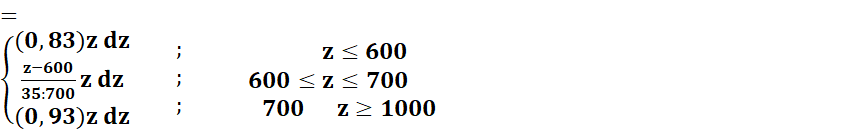 =
(0, 83)z dz ; z ≤ 600
z−600/35:700 z dz ; 600 ≤ z ≤ 700
(0, 93)z dz ; 700 z ≥ 1000